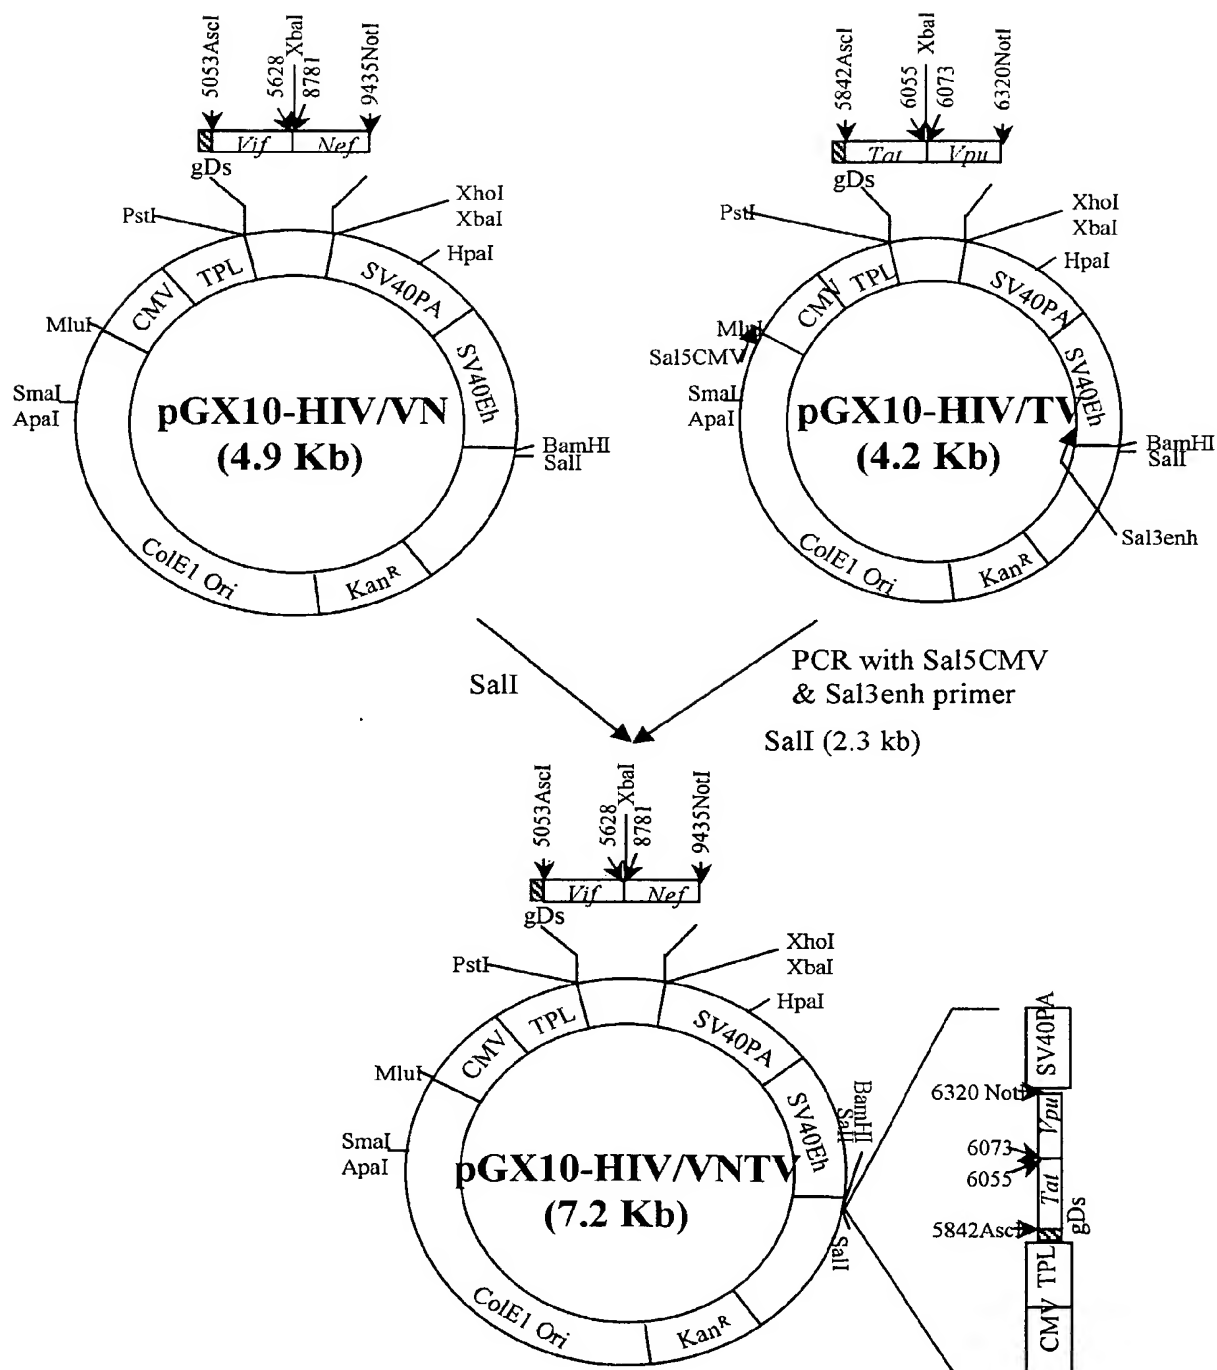 5053AscI
5628
XbaI
8781
9435NotI
Vif
Nef
gDs
PstI
XhoI
XbaI
HpaI
CMV
TPL
SV40PA
SV40Eh
MluI
SmaI
ApaI
pGX10-HIV/VN
(4.9 Kb)
BamHI
SalI
ColE1 Ori
KanR
5842AscI
6055
XbaI
6073
6320NotI
Tat
Vpu
gDs
PstI
XhoI
XbaI
HpaI
CMV
TPL
SV40PA
SV40Eh
MluI
Sal5CMV
SmaI
ApaI
pGX10-HIV/TV
(4.2 Kb)
BamHI
SalI
Sal3enh
ColE1 Ori
KanR
SalI
PCR with Sal5CMV
& Sal3enh primer
SalI (2.3 kb)
5053AscI
5628
XbaI
8781
9435NotI
Vif
Nef
gDs
PstI
XhoI
XbaI
HpaI
CMV
TPL
SV40PA
SV40Eh
MluI
SmaI
ApaI
pGX10-HIV/VNTV
(7.2 Kb)
BamHI
SalI
SalI
ColE1 Ori
KanR
SV40PA
6320 NotI
Vpu
6073
6055
Tat
5842AscI
gDs
TPL
CMV